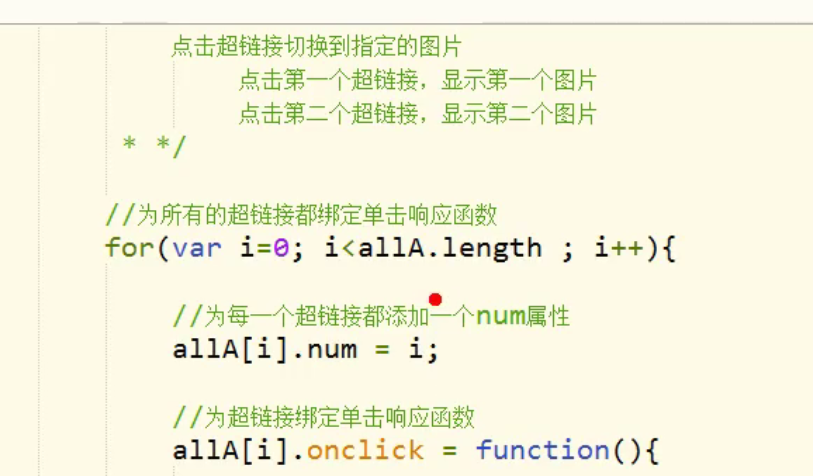 点击超链接切换到指定的图片
点击第一个超链接，显示第一个图片
点击第二个超链接，显示第二个图片
* */
//为所有的超链接都绑定单击响应函数
for(var i=0; i<allA.length ; i++){
//为每一个超链接都添加一个num属性
allA[i].num = i;
//为超链接绑定单击响应函数
allA[i].onclick = function(){